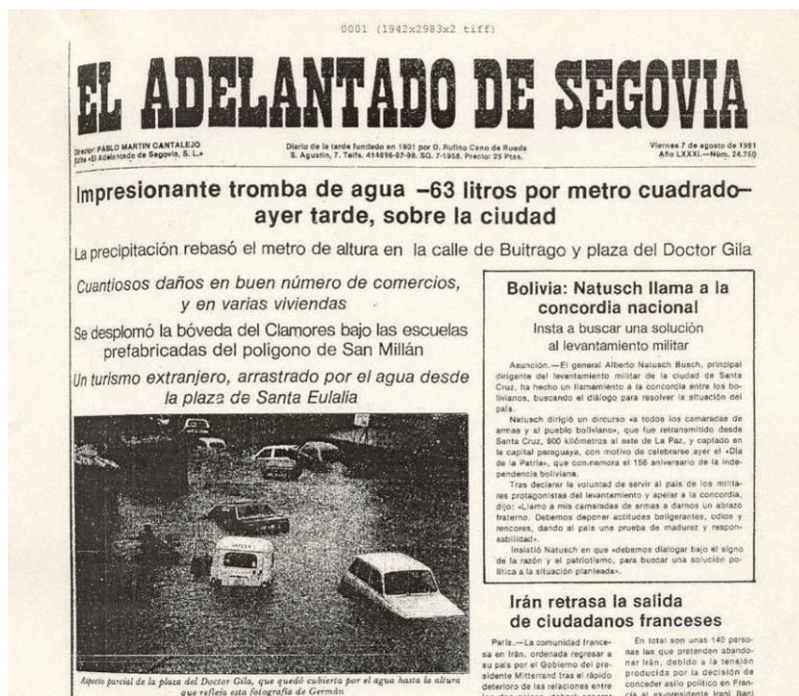 0001 (1942x2983x2 tiff)
EL ADELANTADO DE SEGOVIA
Director: PABLO MARTIN CANTALEJO
Edita «El Adelantado de Segovia, S. L.»
Diario de la tarde fundado en 1901 por D. Rufino Cano de Rueda
S. Agustín, 7. Telfs. 414696-97-98. SG. 7-1958. Precio: 25 Ptas.
Viernes 7 de agosto de 1981
Año LXXXI.—Núm. 24.750
Impresionante tromba de agua –63 litros por metro cuadrado–
ayer tarde, sobre la ciudad
La precipitación rebasó el metro de altura en la calle de Buitrago y plaza del Doctor Gila
Cuantiosos daños en buen número de comercios,
y en varias viviendas
Se desplomó la bóveda del Clamores bajo las escuelas
prefabricadas del polígono de San Millán
Un turismo extranjero, arrastrado por el agua desde
la plaza de Santa Eulalia
Aspecto parcial de la plaza del Doctor Gila, que quedó cubierta por el agua hasta la altura
que refleja esta fotografía de Germán
Bolivia: Natusch llama a la
concordia nacional
Insta a buscar una solución
al levantamiento militar
Asunción.—El general Alberto Natusch Busch, principal
dirigente del levantamiento militar de la ciudad de Santa
Cruz, ha hecho un llamamiento a la concordia entre los bo-
livianos, buscando el diálogo para resolver la situación del
país.
Natusch dirigió un dircurso «a todos los camaradas de
armas y al pueblo boliviano», que fue retransmitido desde
Santa Cruz, 900 kilómetros al este de La Paz, y captado en
la capital paraguaya, con motivo de celebrarse ayer el «Día
de la Patria», que conmemora el 156 aniversario de la inde-
pendencia boliviana.
Tras declarar la voluntad de servir al país de los milita-
res protagonistas del levantamiento y apelar a la concordia,
dijo: «Llamo a mis camaradas de armas a darnos un abrazo
fraterno. Debemos deponer actitudes beligerantes, odios y
rencores, dando al país una prueba de madurez y respon-
sabilidad».
Insistió Natusch en que «debemos dialogar bajo el signo
de la razón y el patriotismo, para buscar una solución po-
lítica a la situación planteada».
Irán retrasa la salida
de ciudadanos franceses
París.—La comunidad france-
sa en Irán, ordenada regresar a
su país por el Gobierno del pre-
sidente Mitterrand tras el rápido
deterioro de las relaciones entre
En total son unas 140 perso-
nas las que pretenden abando-
nar Irán, debido a la tensión
producida por la decisión de
conceder asilo político en Fran-